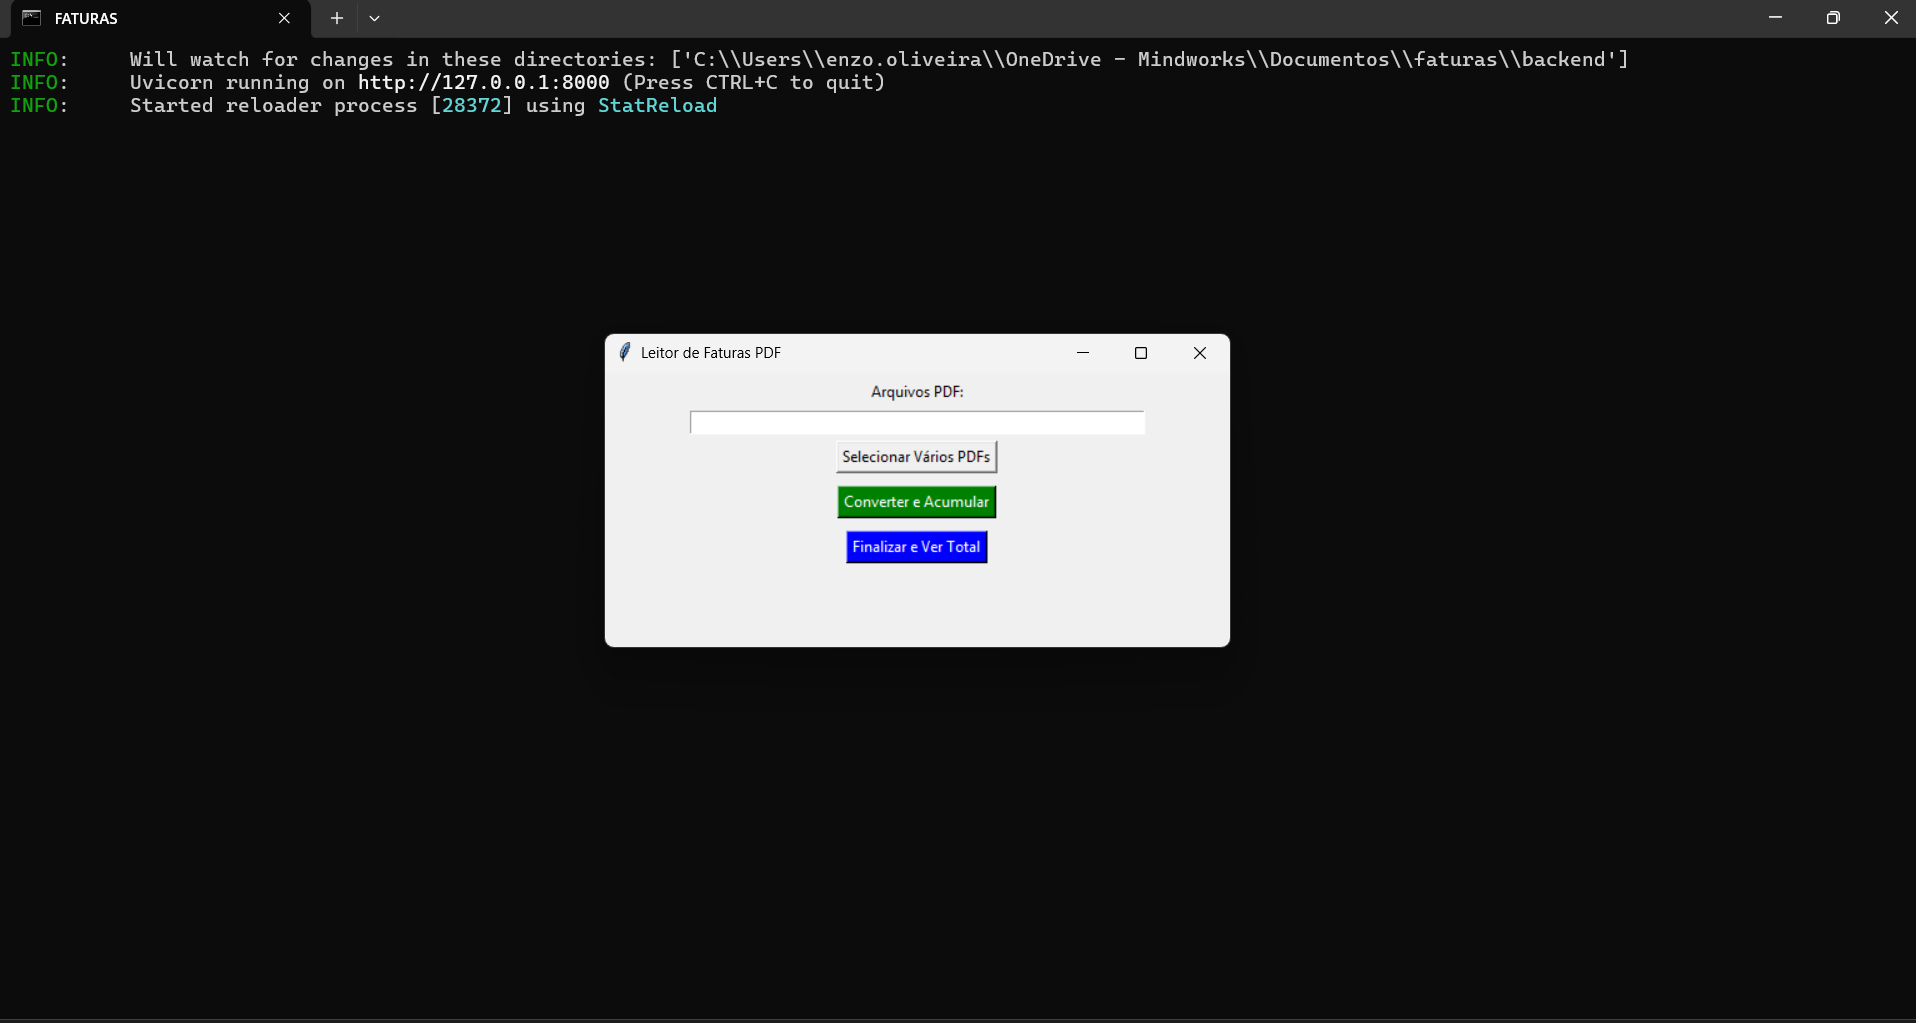 FATURAS
INFO:     Will watch for changes in these directories: ['C:\\Users\\enzo.oliveira\\OneDrive - Mindworks\\Documentos\\faturas\\backend']
INFO:     Uvicorn running on http://127.0.0.1:8000 (Press CTRL+C to quit)
INFO:     Started reloader process [28372] using StatReload
Leitor de Faturas PDF
Arquivos PDF:
Selecionar Vários PDFs
Converter e Acumular
Finalizar e Ver Total